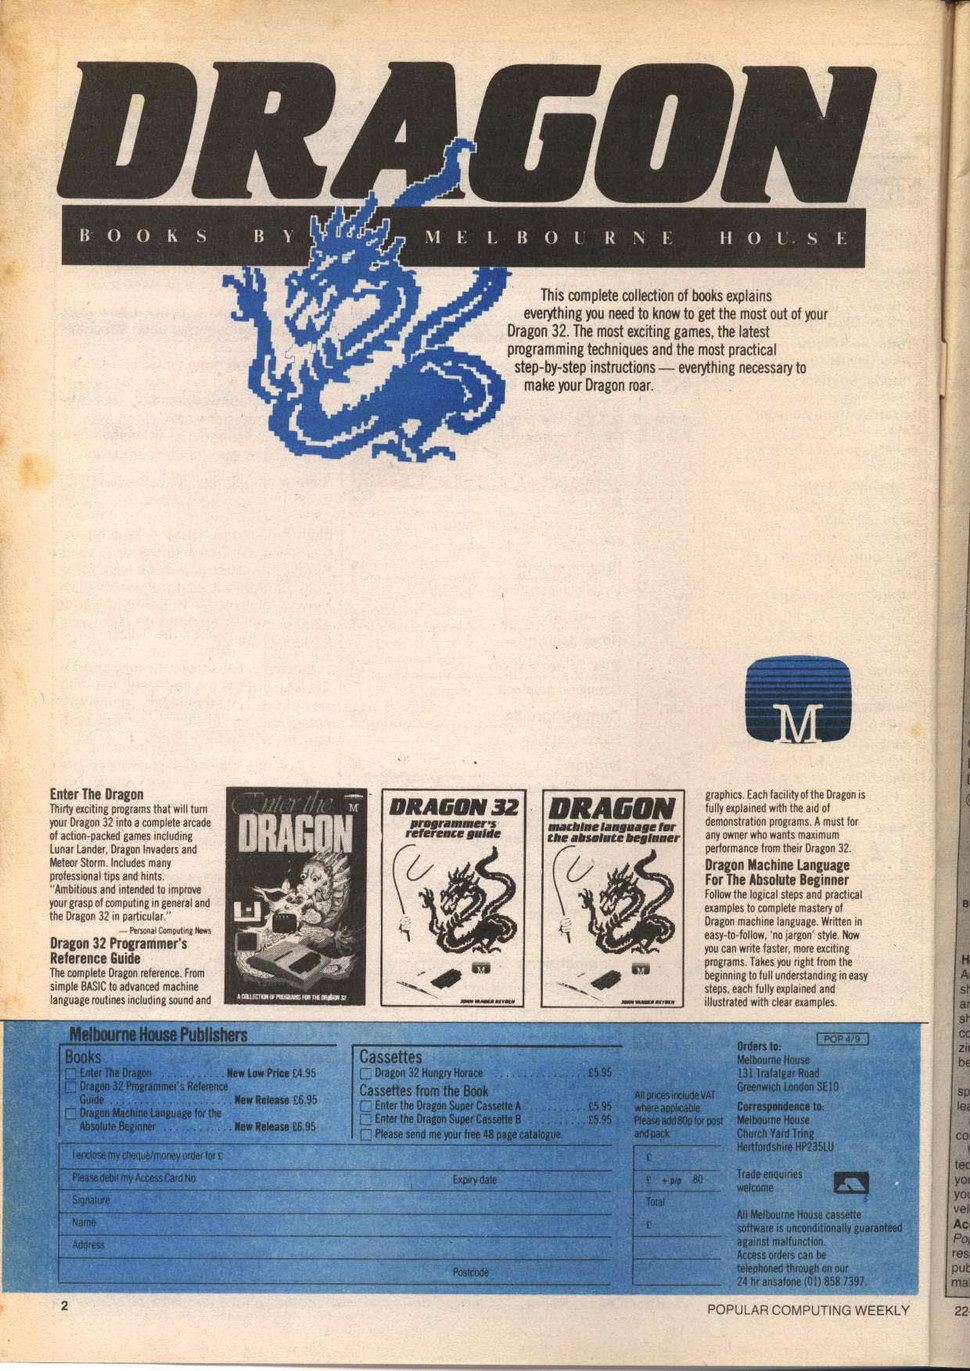 DRAGON
BOOKS BY MELBOURNE HOUSE
This complete collection of books explains
everything you need to know to get the most out of your
Dragon 32. The most exciting games, the latest
programming techniques and the most practical
step-by-step instructions — everything necessary to
make your Dragon roar.
M
Enter The Dragon
Thirty exciting programs that will turn
your Dragon 32 into a complete arcade
of action-packed games including
Lunar Lander, Dragon Invaders and
Meteor Storm. Includes many
professional tips and hints.
"Ambitious and intended to improve
your grasp of computing in general and
the Dragon 32 in particular."
— Personal Computing News
Dragon 32 Programmer's
Reference Guide
The complete Dragon reference. From
simple BASIC to advanced machine
language routines including sound and
Enter the
M
DRAGON
A COLLECTION OF PROGRAMS FOR THE DRAGON 32
DRAGON 32
programmer's
reference guide
M
JOHN VANDER REYDEN
DRAGON
machine language for
the absolute beginner
M
JOHN VANDER REYDEN
graphics. Each facility of the Dragon is
fully explained with the aid of
demonstration programs. A must for
any owner who wants maximum
performance from their Dragon 32.
Dragon Machine Language
For The Absolute Beginner
Follow the logical steps and practical
examples to complete mastery of
Dragon machine language. Written in
easy-to-follow, 'no jargon' style. Now
you can write faster, more exciting
programs. Takes you right from the
beginning to full understanding in easy
steps, each fully explained and
illustrated with clear examples.
Melbourne House Publishers
Books
Enter The Dragon .......... New Low Price £4.95
Dragon 32 Programmer's Reference
Guide .......... New Release £6.95
Dragon Machine Language for the
Absolute Beginner .......... New Release £6.95
Cassettes
Dragon 32 Hungry Horace .......... £5.95
Cassettes from the Book
Enter the Dragon Super Cassette A .......... £5.95
Enter the Dragon Super Cassette B .......... £5.95
Please send me your free 48 page catalogue.
I enclose my cheque/money order for £
Please debit my Access Card No. Expiry date
Signature
Name
Address
Postcode
All prices include VAT
where applicable.
Please add 80p for post
and pack.
£
£ + p/p .80
Total
£
POP 4/9
Orders to:
Melbourne House
131 Trafalgar Road
Greenwich London SE10
Correspondence to:
Melbourne House
Church Yard Tring
Hertfordshire HP235LU
Trade enquiries
welcome
All Melbourne House cassette
software is unconditionally guaranteed
against malfunction.
Access orders can be
telephoned through on our
24 hr ansafone (01) 858 7397.
2
POPULAR COMPUTING WEEKLY